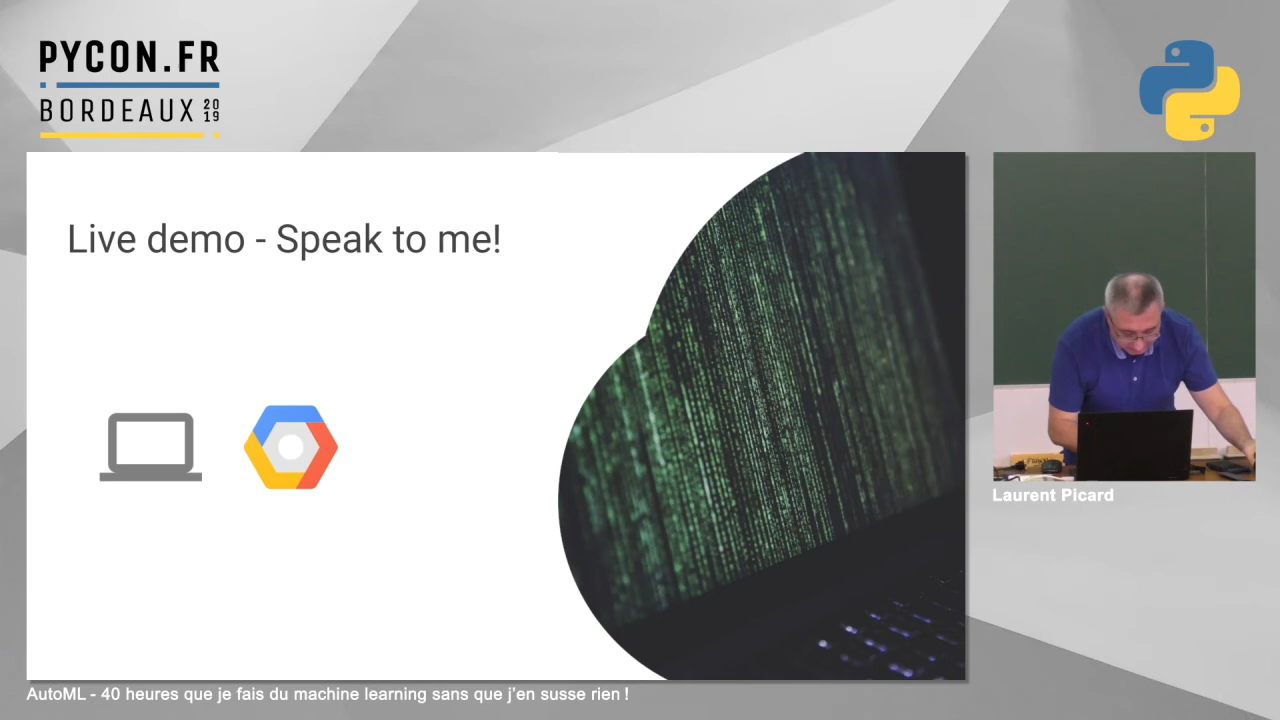 PYCON.FR
BORDEAUX 2019
Live demo - Speak to me!
Laurent Picard
AutoML - 40 heures que je fais du machine learning sans que j'en susse rien !